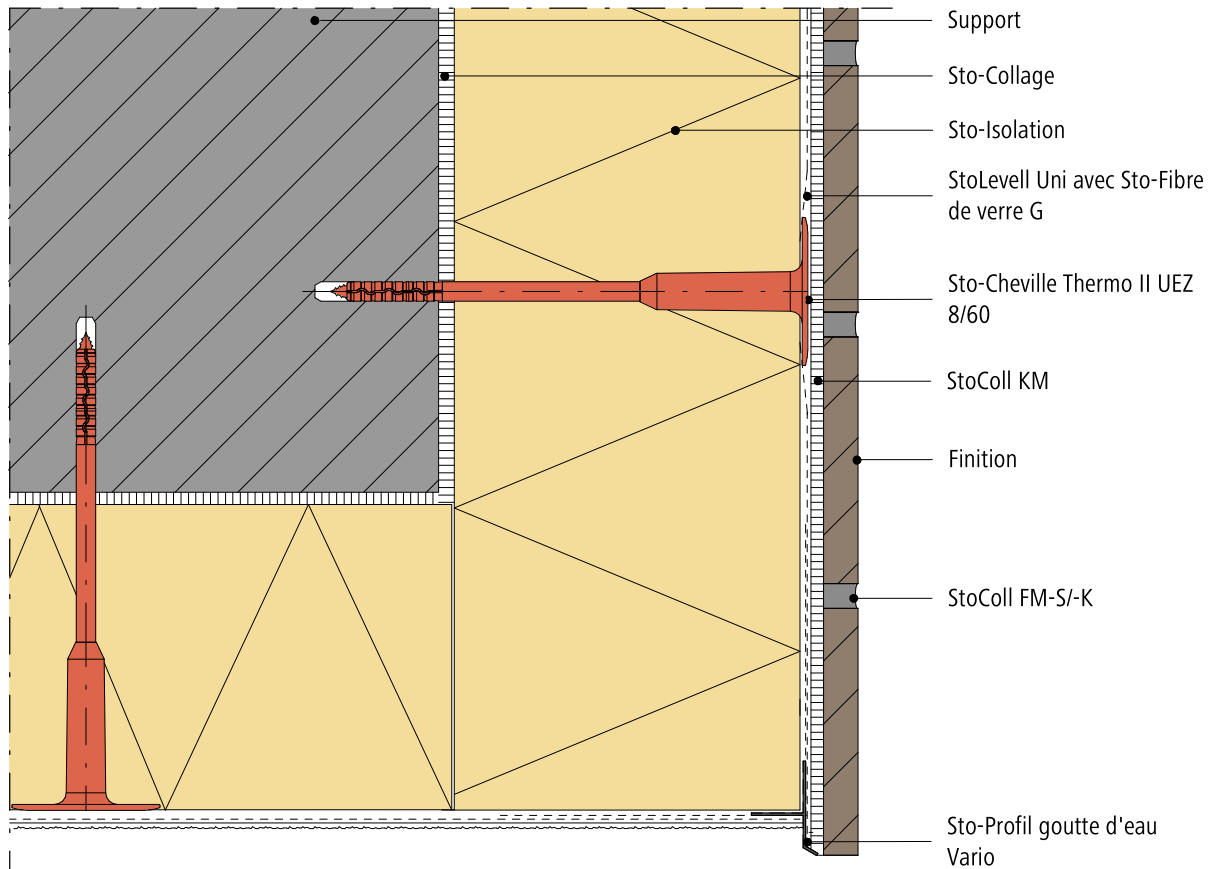 Support
Sto-Collage
Sto-Isolation
StoLevell Uni avec Sto-Fibre
de verre G
Sto-Cheville Thermo II UEZ
8/60
StoColl KM
Finition
StoColl FM-S/-K
Sto-Profil goutte d'eau
Vario